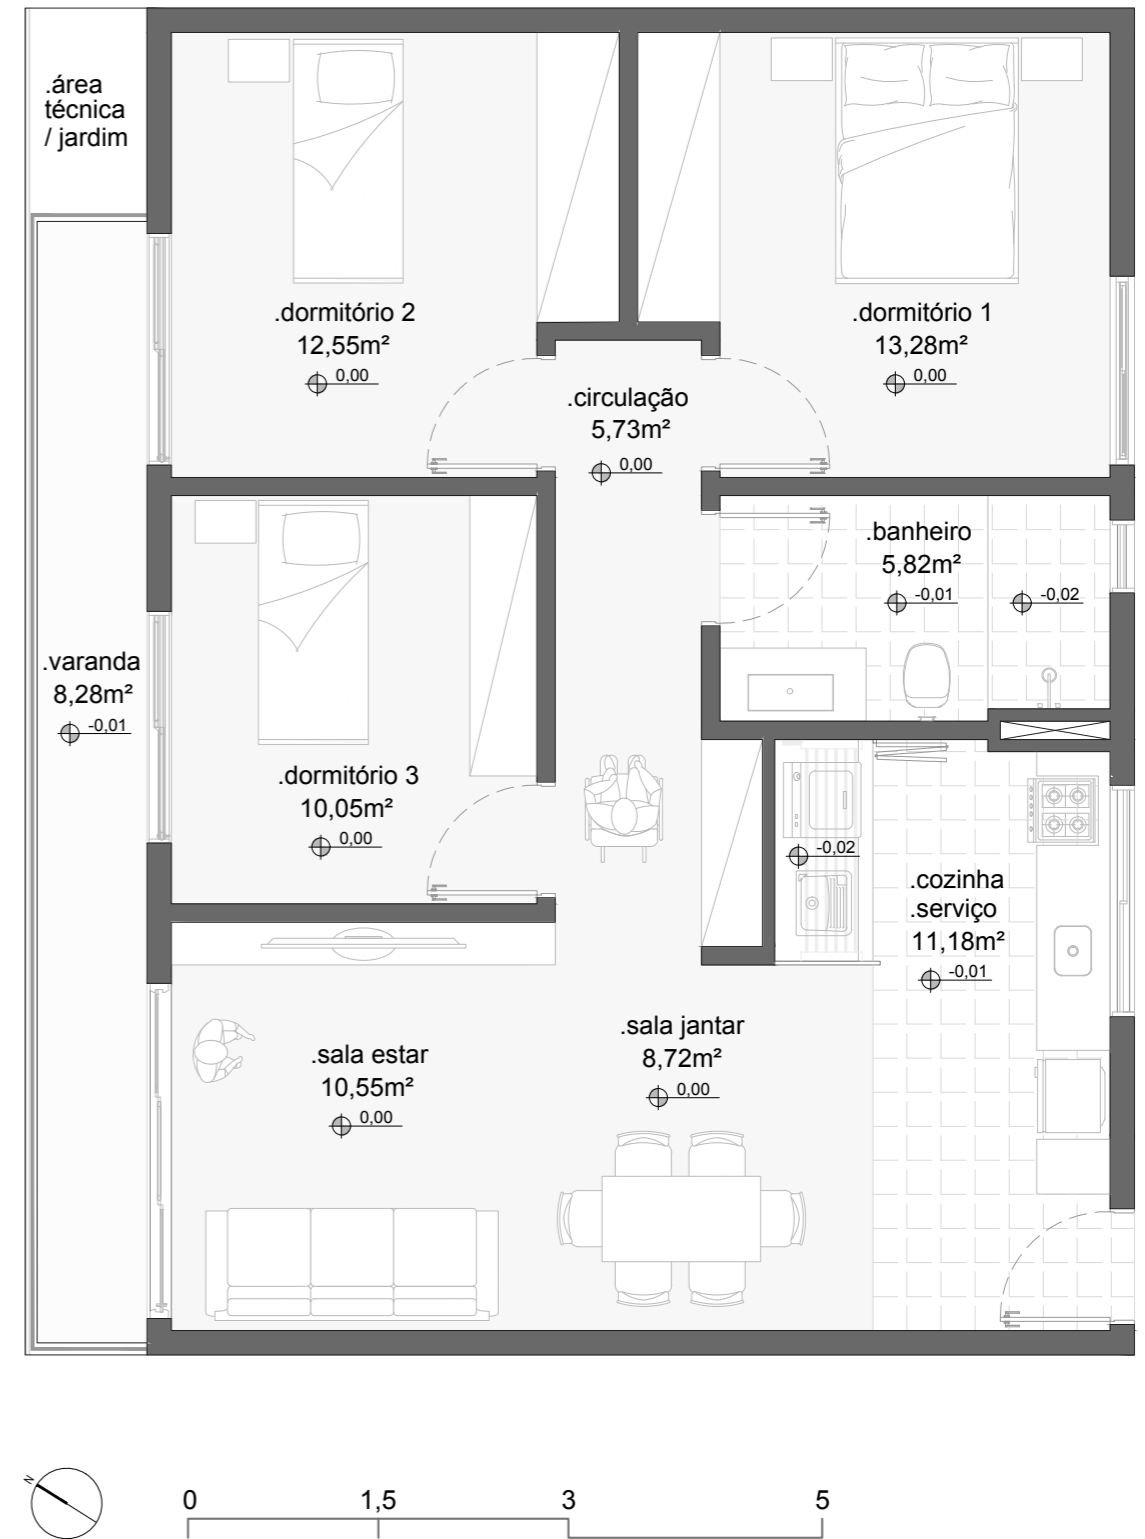 .área
técnica
/ jardim
.dormitório 2
12,55m²
0,00
.dormitório 1
13,28m²
0,00
.circulação
5,73m²
0,00
.banheiro
5,82m²
-0,01
-0,02
.varanda
8,28m²
-0,01
.dormitório 3
10,05m²
0,00
-0,02
.cozinha
.serviço
11,18m²
-0,01
.sala estar
10,55m²
0,00
.sala jantar
8,72m²
0,00
N
0 1,5 3 5